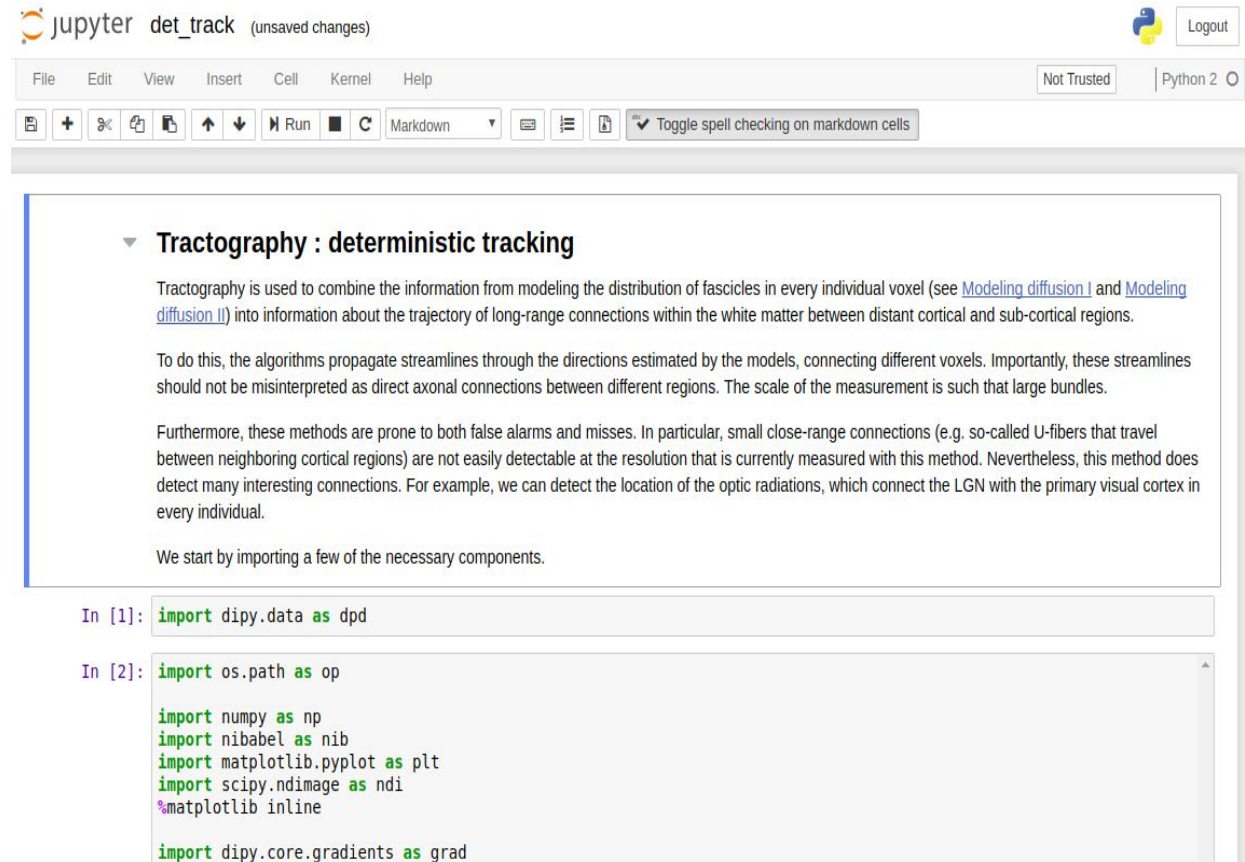 jupyter det_track (unsaved changes)
Logout
File Edit View Insert Cell Kernel Help
Not Trusted
Python 2
Run
Markdown
Toggle spell checking on markdown cells
Tractography : deterministic tracking
Tractography is used to combine the information from modeling the distribution of fascicles in every individual voxel (see Modeling diffusion I and Modeling
diffusion II) into information about the trajectory of long-range connections within the white matter between distant cortical and sub-cortical regions.
To do this, the algorithms propagate streamlines through the directions estimated by the models, connecting different voxels. Importantly, these streamlines
should not be misinterpreted as direct axonal connections between different regions. The scale of the measurement is such that large bundles.
Furthermore, these methods are prone to both false alarms and misses. In particular, small close-range connections (e.g. so-called U-fibers that travel
between neighboring cortical regions) are not easily detectable at the resolution that is currently measured with this method. Nevertheless, this method does
detect many interesting connections. For example, we can detect the location of the optic radiations, which connect the LGN with the primary visual cortex in
every individual.
We start by importing a few of the necessary components.
In [1]: import dipy.data as dpd
In [2]: import os.path as op
import numpy as np
import nibabel as nib
import matplotlib.pyplot as plt
import scipy.ndimage as ndi
%matplotlib inline
import dipy.core.gradients as grad